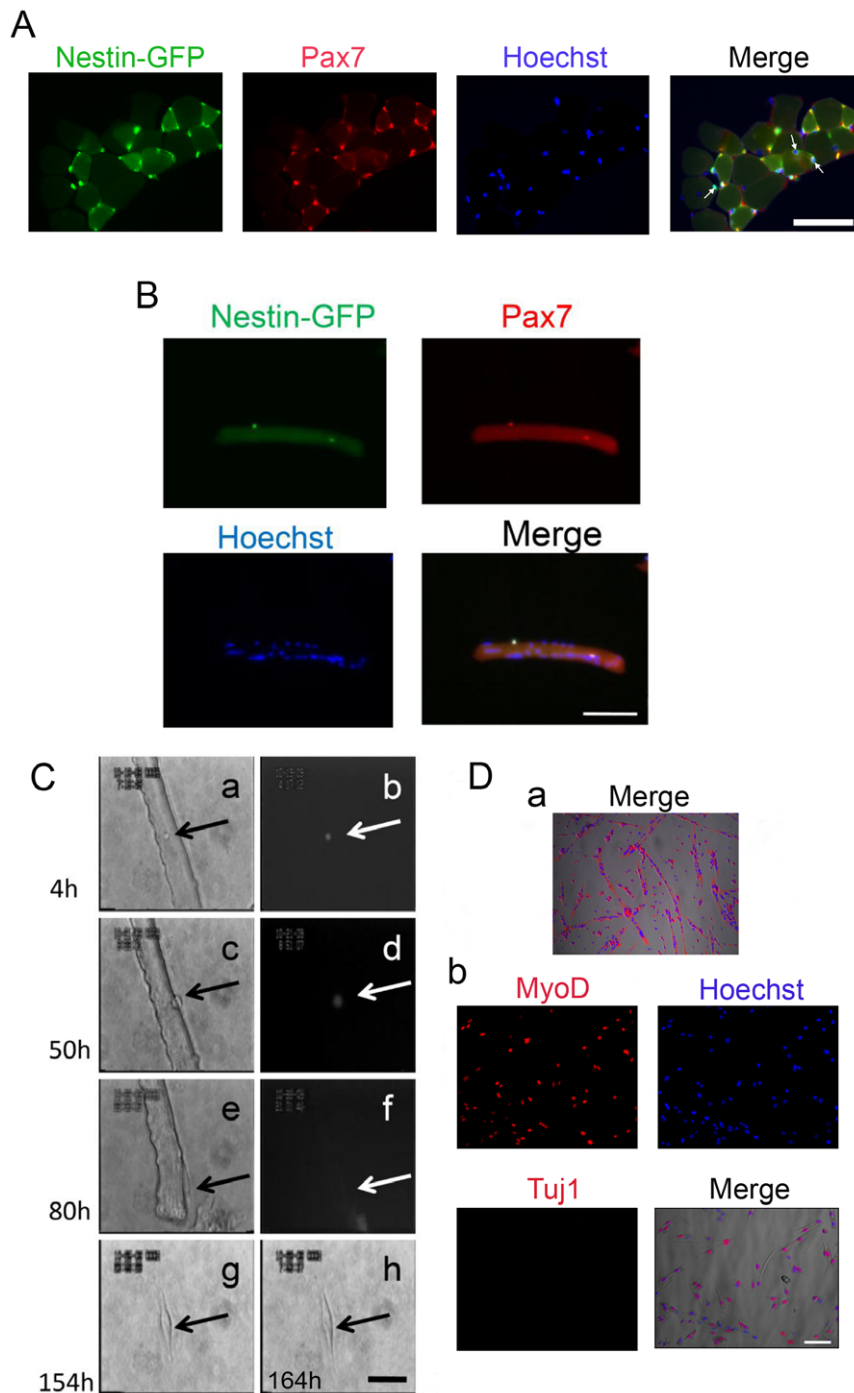 A
Nestin-GFP Pax7 Hoechst Merge
B
Nestin-GFP Pax7
Hoechst Merge
C
a b
4h
c d
50h
e f
80h
g h
154h 164h
D
a
Merge
b
MyoD Hoechst
Tuj1 Merge